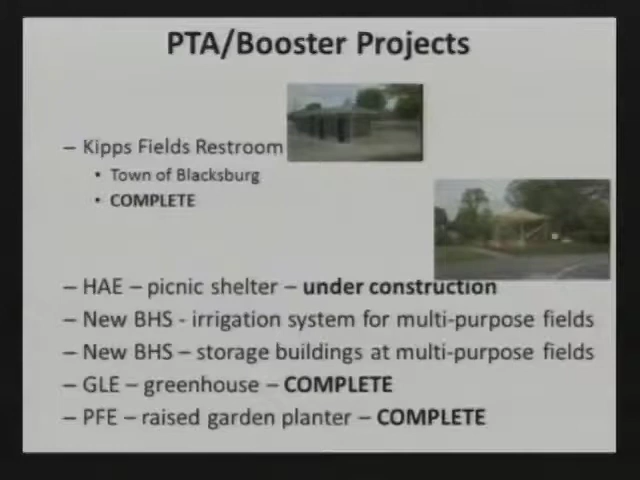 PTA/Booster Projects
– Kipps Fields Restroom
• Town of Blacksburg
• COMPLETE
– HAE – picnic shelter – under construction
– New BHS - irrigation system for multi-purpose fields
– New BHS – storage buildings at multi-purpose fields
– GLE – greenhouse – COMPLETE
– PFE – raised garden planter – COMPLETE